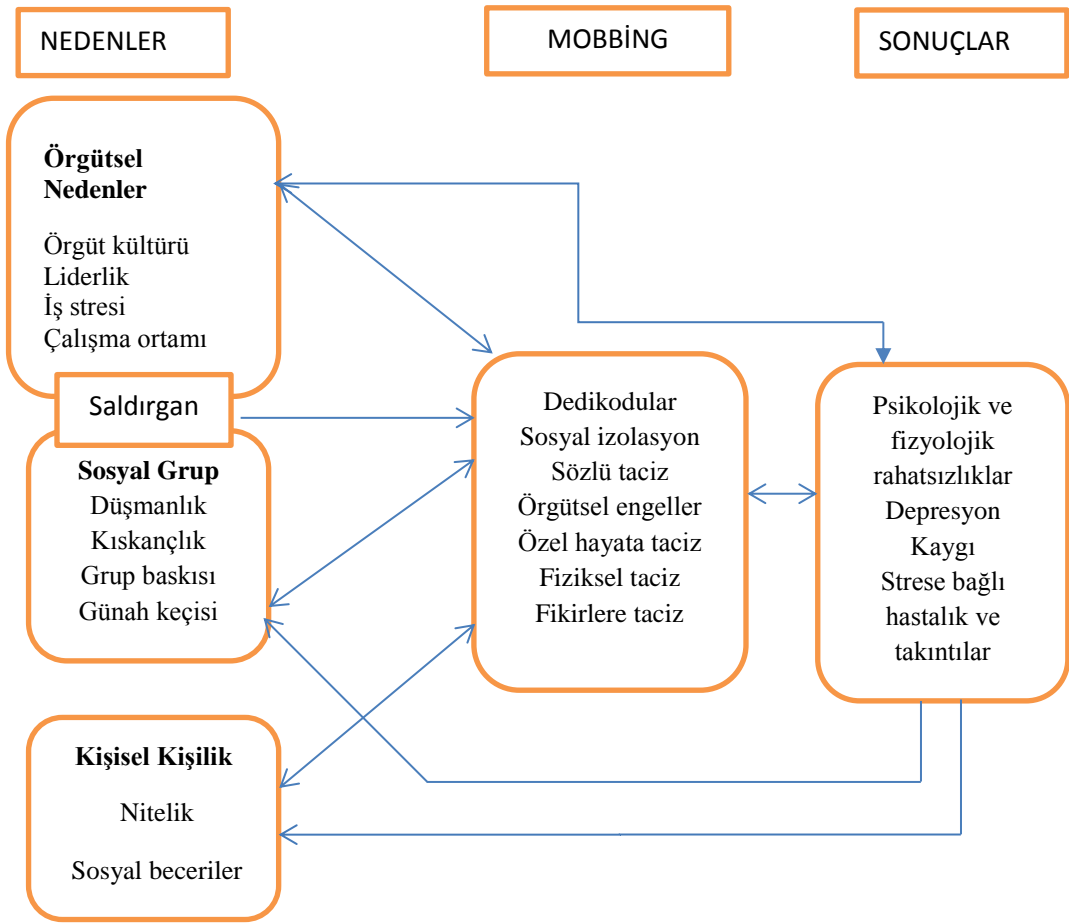 NEDENLER
MOBBİNG
SONUÇLAR
Örgütsel
Nedenler
Örgüt kültürü
Liderlik
İş stresi
Çalışma ortamı
Saldırgan
Sosyal Grup
Düşmanlık
Kıskançlık
Grup baskısı
Günah keçisi
Kişisel Kişilik
Nitelik
Sosyal beceriler
Dedikodular
Sosyal izolasyon
Sözlü taciz
Örgütsel engeller
Özel hayata taciz
Fiziksel taciz
Fikirlere taciz
Psikolojik ve
fizyolojik
rahatsızlıklar
Depresyon
Kaygı
Strese bağlı
hastalık ve
takıntılar